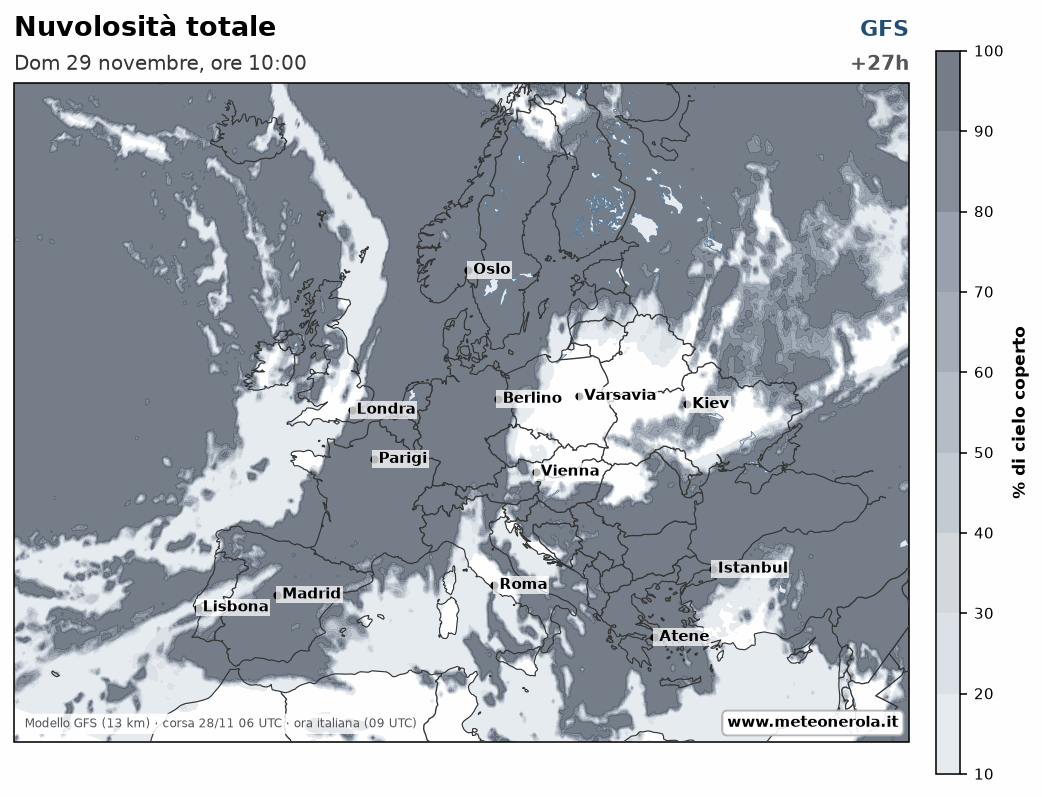 Nuvolosità totale
GFS
Dom 29 novembre, ore 10:00
+27h
100
90
80
70
60
50
40
30
20
10
% di cielo coperto
Oslo
Berlino
Varsavia
Kiev
Londra
Parigi
Vienna
Istanbul
Roma
Madrid
Lisbona
Atene
Modello GFS (13 km) · corsa 28/11 06 UTC · ora italiana (09 UTC)
www.meteonerola.it